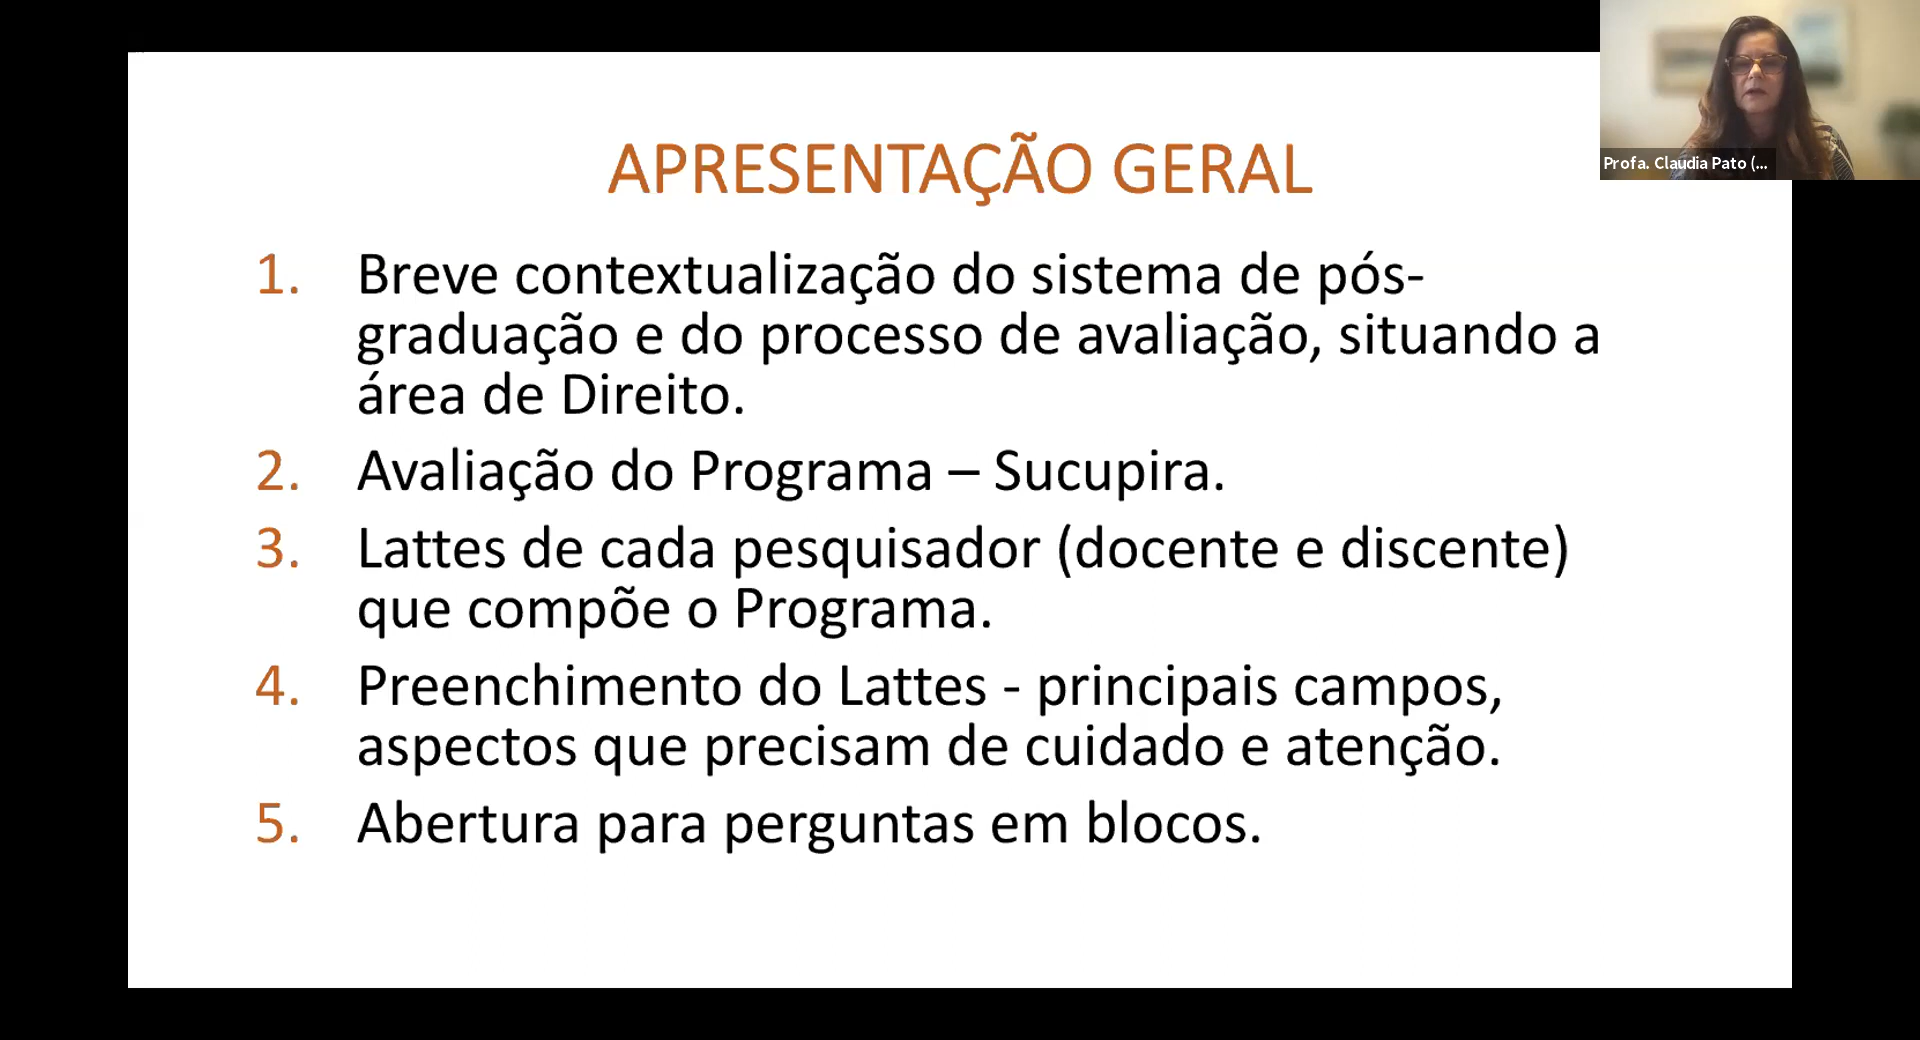 APRESENTAÇÃO GERAL
Profa. Claudia Pato (...
1. Breve contextualização do sistema de pós-
graduação e do processo de avaliação, situando a
área de Direito.
2. Avaliação do Programa – Sucupira.
3. Lattes de cada pesquisador (docente e discente)
que compõe o Programa.
4. Preenchimento do Lattes - principais campos,
aspectos que precisam de cuidado e atenção.
5. Abertura para perguntas em blocos.